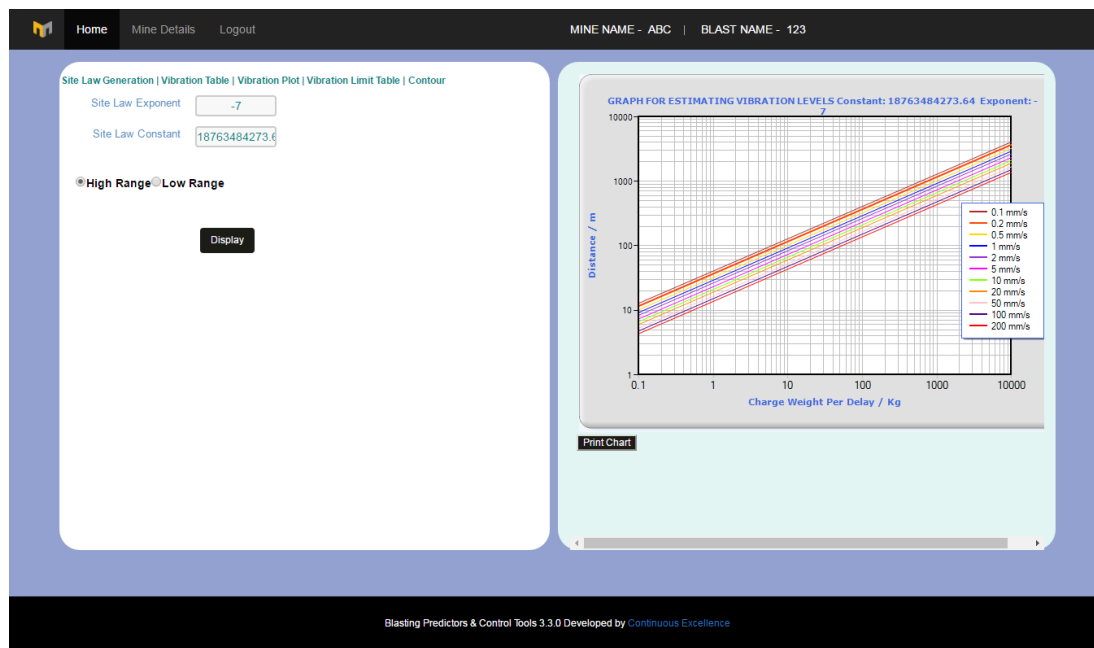 Home Mine Details Logout MINE NAME - ABC | BLAST NAME - 123
Site Law Generation | Vibration Table | Vibration Plot | Vibration Limit Table | Contour
Site Law Exponent -7
Site Law Constant 18763484273.6
High Range Low Range
Display
GRAPH FOR ESTIMATING VIBRATION LEVELS Constant: 18763484273.64 Exponent: -
7
10000
1000
100
10
1
Distance / m
0.1 1 10 100 1000 10000
Charge Weight Per Delay / Kg
0.1 mm/s
0.2 mm/s
0.5 mm/s
1 mm/s
2 mm/s
5 mm/s
10 mm/s
20 mm/s
50 mm/s
100 mm/s
200 mm/s
Print Chart
Blasting Predictors & Control Tools 3.3.0 Developed by Continuous Excellence